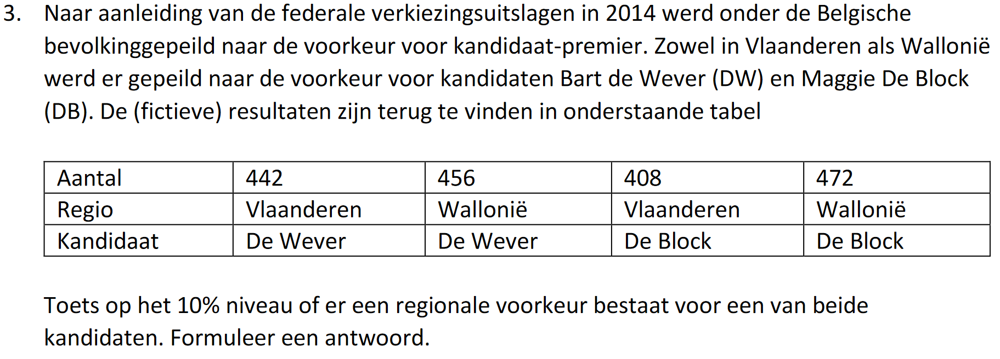 3. Naar aanleiding van de federale verkiezingsuitslagen in 2014 werd onder de Belgische
bevolkinggepeild naar de voorkeur voor kandidaat-premier. Zowel in Vlaanderen als Wallonië
werd er gepeild naar de voorkeur voor kandidaten Bart de Wever (DW) en Maggie De Block
(DB). De (fictieve) resultaten zijn terug te vinden in onderstaande tabel
Aantal 442 456 408 472
Regio Vlaanderen Wallonië Vlaanderen Wallonië
Kandidaat De Wever De Wever De Block De Block
Toets op het 10% niveau of er een regionale voorkeur bestaat voor een van beide
kandidaten. Formuleer een antwoord.